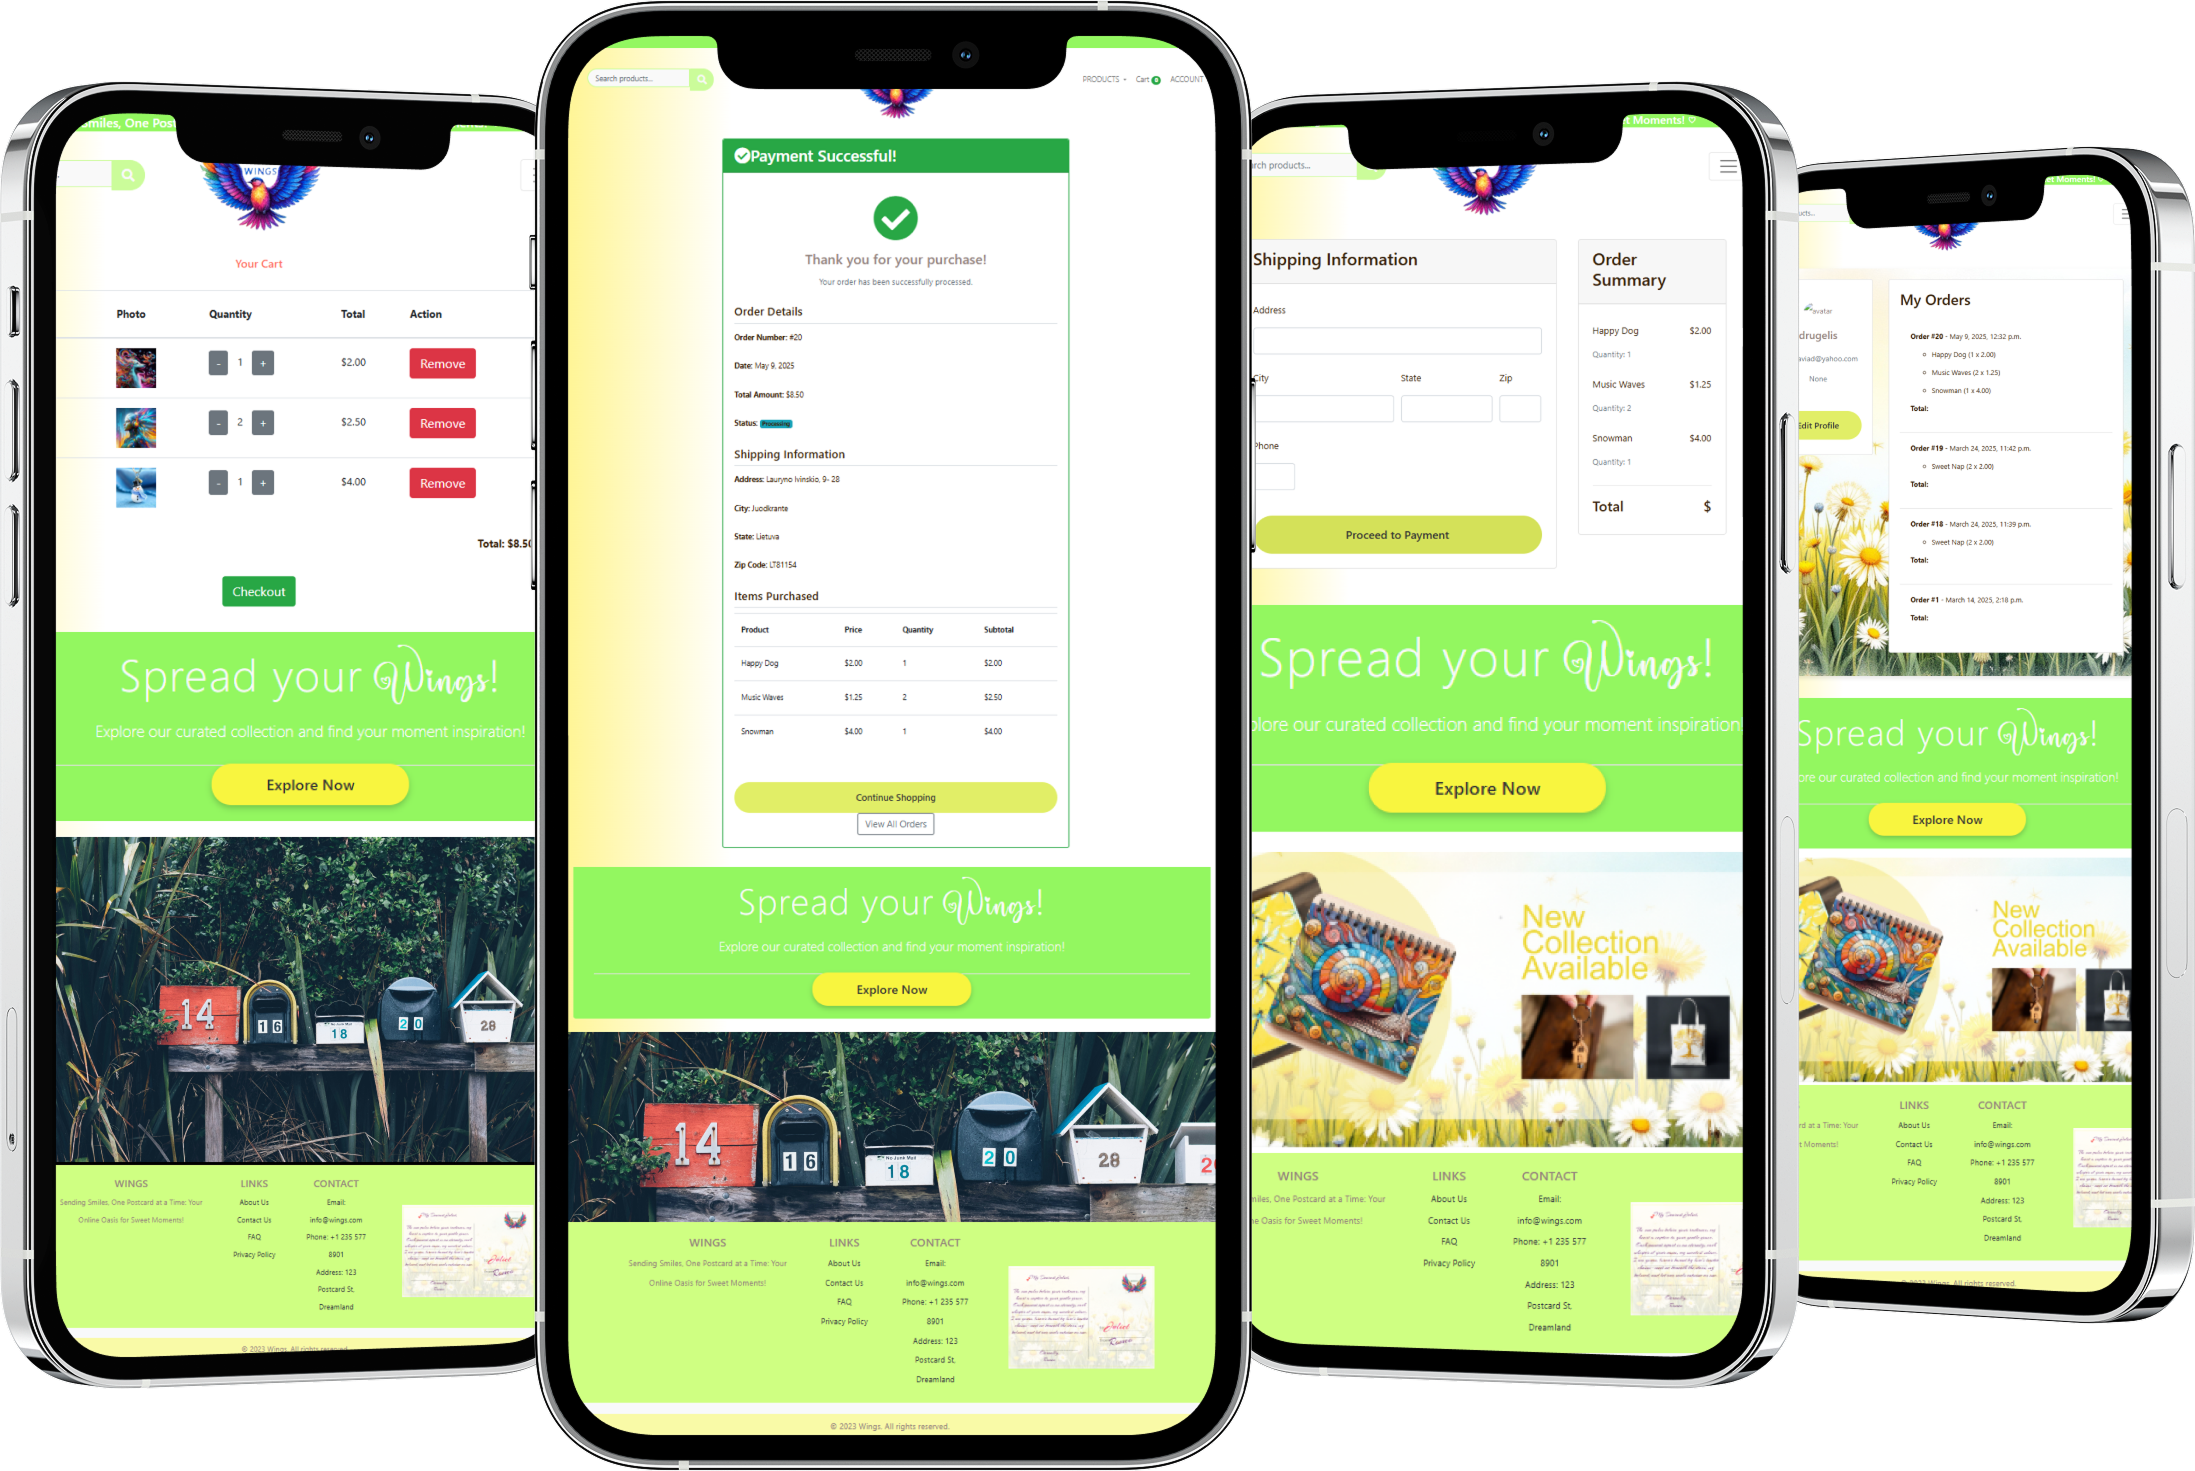 Smiles, One Post
WINGS
Your Cart
Photo Quantity Total Action
- 1 + $2.00 Remove
- 2 + $2.50 Remove
- 1 + $4.00 Remove
Total: $8.50
Checkout
Spread your Wings!
Explore our curated collection and find your moment inspiration!
Explore Now
14
16
No Junk Mail
18
20
28
WINGS
Sending Smiles, One Postcard at a Time: Your
Online Oasis for Sweet Moments!
LINKS
About Us
Contact Us
FAQ
Privacy Policy
CONTACT
Email:
info@wings.com
Phone: +1 235 577
8901
Address: 123
Postcard St,
Dreamland
© 2023 Wings. All rights reserved.
Search products...
PRODUCTS Cart 0 ACCOUNT
Payment Successful!
Thank you for your purchase!
Your order has been successfully processed.
Order Details
Order Number: #20
Date: May 9, 2025
Total Amount: $8.50
Status: Processing
Shipping Information
Address: Lauryno Ivinskio, 9- 28
City: Juodkrante
State: Lietuva
Zip Code: LT81154
Items Purchased
Product Price Quantity Subtotal
Happy Dog $2.00 1 $2.00
Music Waves $1.25 2 $2.50
Snowman $4.00 1 $4.00
Continue Shopping
View All Orders
Spread your Wings!
Explore our curated collection and find your moment inspiration!
Explore Now
14
16
No Junk Mail
18
20
28
2
WINGS
Sending Smiles, One Postcard at a Time: Your
Online Oasis for Sweet Moments!
LINKS
About Us
Contact Us
FAQ
Privacy Policy
CONTACT
Email:
info@wings.com
Phone: +1 235 577
8901
Address: 123
Postcard St,
Dreamland
Juliet
© 2023 Wings. All rights reserved.
et Moments!
rch products...
Shipping Information
Address
City State Zip
Phone
Proceed to Payment
Order
Summary
Happy Dog $2.00
Quantity: 1
Music Waves $1.25
Quantity: 2
Snowman $4.00
Quantity: 1
Total $
Spread your Wings!
plore our curated collection and find your moment inspiration
Explore Now
New
Collection
Available
WINGS
miles, One Postcard at a Time: Your
ne Oasis for Sweet Moments!
LINKS
About Us
Contact Us
FAQ
Privacy Policy
CONTACT
Email:
info@wings.com
Phone: +1 235 577
8901
Address: 123
Postcard St,
Dreamland
et Moments!
ucts...
avatar
drugelis
aviad@yahoo.com
None
Edit Profile
My Orders
Order #20 - May 9, 2025, 12:32 p.m.
Happy Dog (1 x 2.00)
Music Waves (2 x 1.25)
Snowman (1 x 4.00)
Total:
Order #19 - March 24, 2025, 11:42 p.m.
Sweet Nap (2 x 2.00)
Total:
Order #18 - March 24, 2025, 11:39 p.m.
Sweet Nap (2 x 2.00)
Total:
Order #1 - March 14, 2025, 2:18 p.m.
Total:
Spread your Wings!
ore our curated collection and find your moment inspiration!
Explore Now
New
Collection
Available
rd at a Time: Your
t Moments!
LINKS
About Us
Contact Us
FAQ
Privacy Policy
CONTACT
Email:
info@wings.com
Phone: +1 235 577
8901
Address: 123
Postcard St,
Dreamland
© 2023 Wings. All rights reserved.